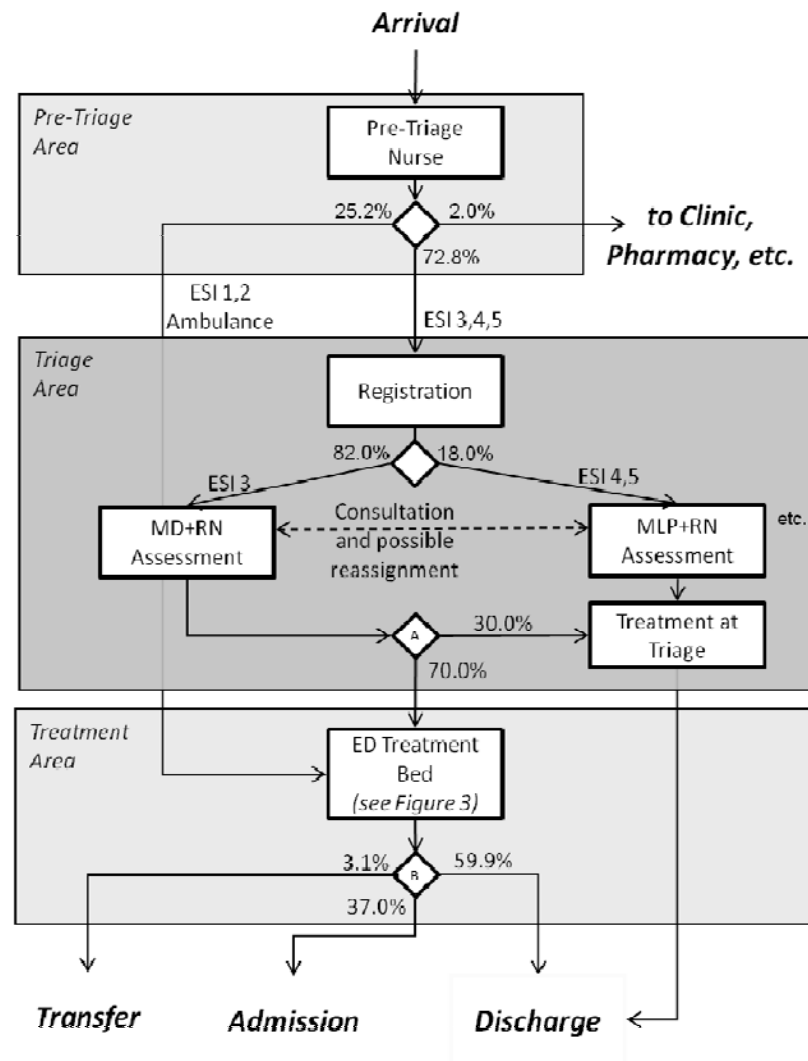 Arrival
Pre-Triage
Area
Pre-Triage
Nurse
25.2%
2.0%
to Clinic,
Pharmacy, etc.
72.8%
ESI 1,2
Ambulance
ESI 3,4,5
Triage
Area
Registration
82.0%
18.0%
ESI 3
ESI 4,5
MD+RN
Assessment
Consultation
and possible
reassignment
MLP+RN
Assessment
etc.
A
30.0%
Treatment at
Triage
70.0%
Treatment
Area
ED Treatment
Bed
(see Figure 3)
3.1%
B
59.9%
37.0%
Transfer
Admission
Discharge